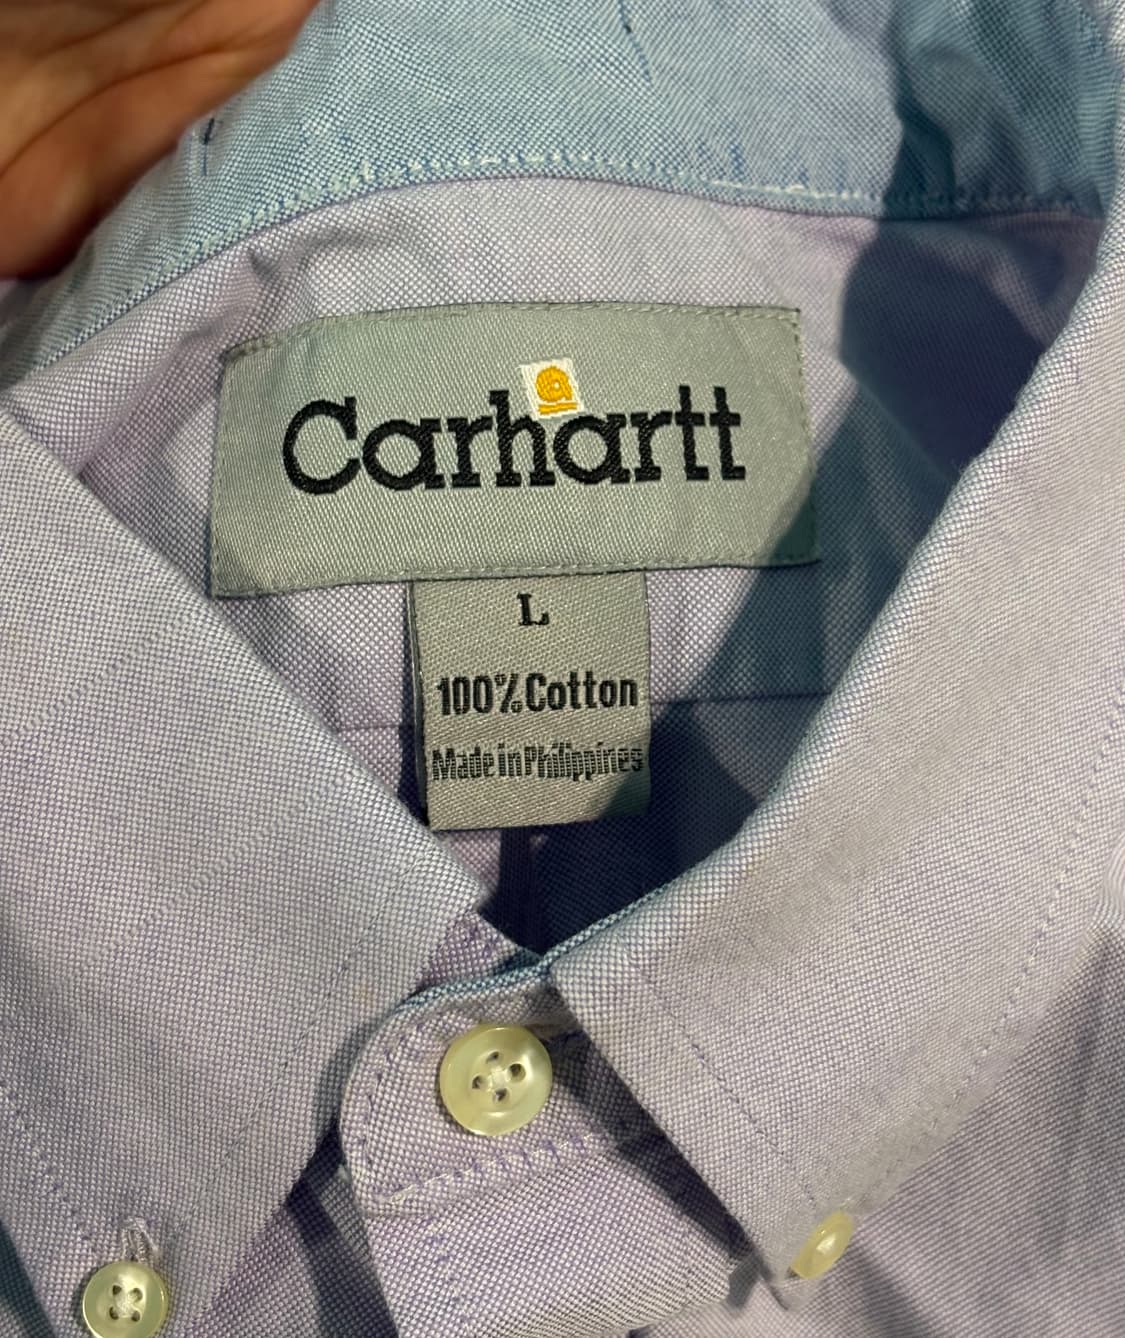 Carhartt
L
100% Cotton
Made in Philippines